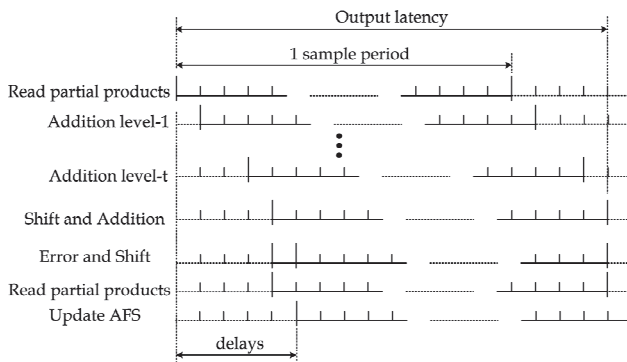 Output latency
1 sample period
Read partial products
Addition level-1
Addition level-t
Shift and Addition
Error and Shift
Read partial products
Update AFS
delays